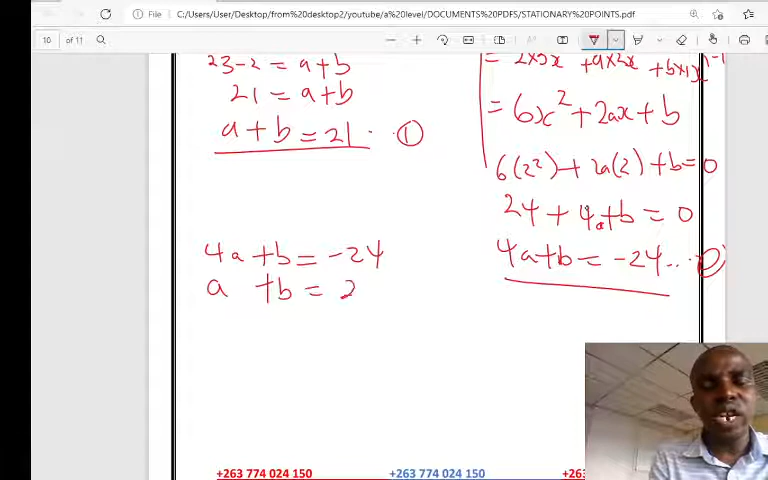 File
C:/Users/User/Desktop/from%20desktop2/youtube/a%20level/DOCUMENTS%20PDFS/STATIONARY%20POINTS.pdf
10 of 11
23-2 = a+b
21 = a+b
a+b = 21 . ①
4a +b = -24
a +b = 2
= 6x² + 2ax + b
6(2²) + 2a(2) + b = 0
24 + 4a+b = 0
4a+b = -24 ... ②
+263 774 024 150
+263 774 024 150
+263